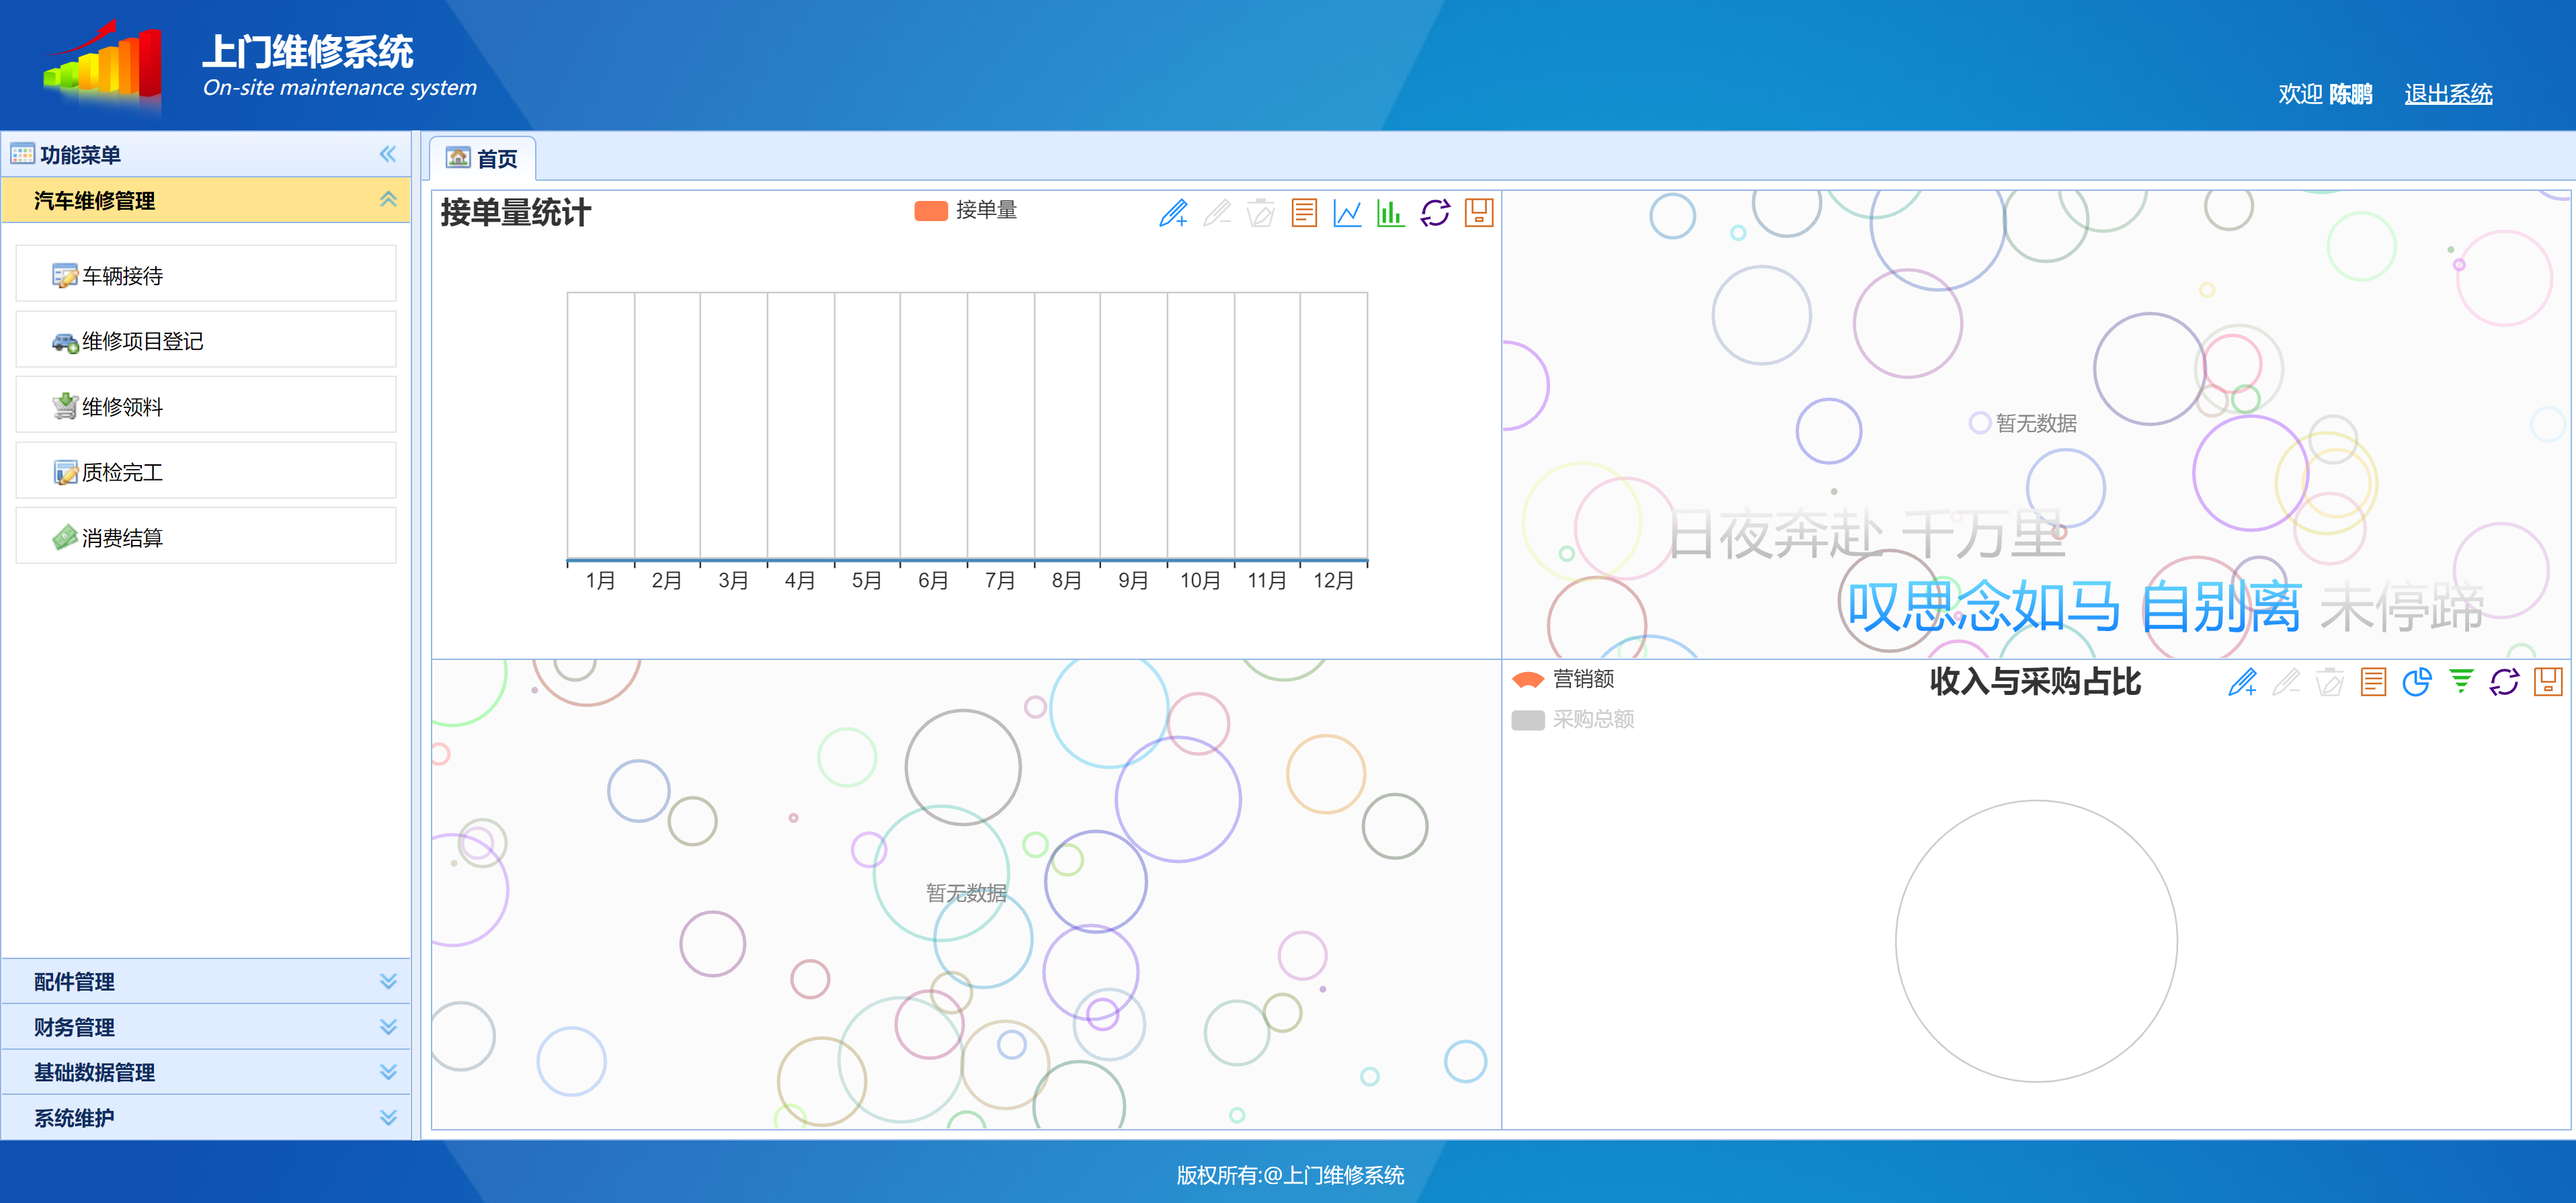 上门维修系统
On-site maintenance system
欢迎 陈鹏 退出系统
功能菜单
首页
汽车维修管理
车辆接待
维修项目登记
维修领料
质检完工
消费结算
配件管理
财务管理
基础数据管理
系统维护
接单量统计
接单量
1月 2月 3月 4月 5月 6月 7月 8月 9月 10月 11月 12月
暂无数据
日夜奔赴 千万里
叹思念如马 自别离 未停蹄
暂无数据
营销额
采购总额
收入与采购占比
版权所有:@上门维修系统